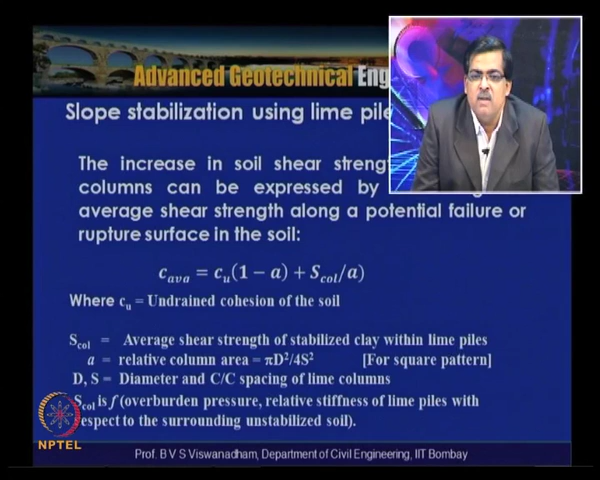 Advanced Geotechnical Eng
Slope stabilization using lime pile
The increase in soil shear strengt
columns can be expressed by
average shear strength along a potential failure or
rupture surface in the soil:
c_ava = c_u(1 − a) + S_col/a)
Where c_u = Undrained cohesion of the soil
S_col = Average shear strength of stabilized clay within lime piles
a = relative column area = πD²/4S² [For square pattern]
D, S = Diameter and C/C spacing of lime columns
S_col is f (overburden pressure, relative stiffness of lime piles with
espect to the surrounding unstabilized soil).
NPTEL
Prof. B V S Viswanadham, Department of Civil Engineering, IIT Bombay